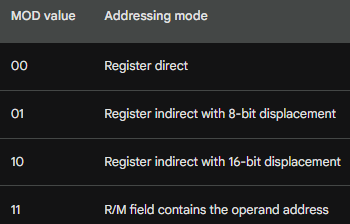 MOD value Addressing mode
00 Register direct
01 Register indirect with 8-bit displacement
10 Register indirect with 16-bit displacement
11 R/M field contains the operand address